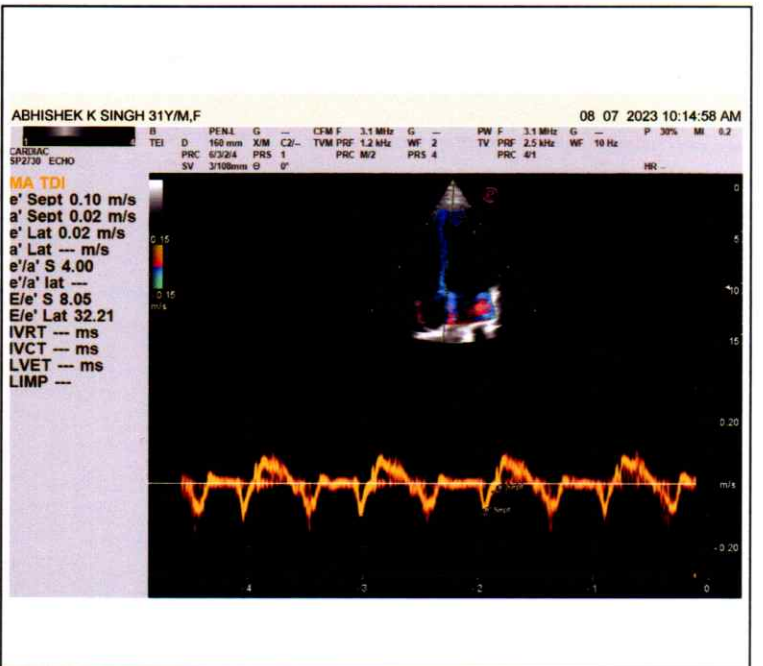 ABHISHEK K SINGH 31Y/M,F 08 07 2023 10:14:58 AM
B PEN-L G --- CFM F 3.1 MHz G --- PW F 3.1 MHz G --- P 30% MI 0.2
TEI D 160 mm X/M C2/-- TVM PRF 1.2 kHz WF 2 TV PRF 2.5 kHz WF 10 Hz
PRC 6/3/2/4 PRS 1 PRC M/2 PRS 4 PRC 4/1
SV 3/108mm Θ 0° HR --
1 4
CARDIAC
SP2730 ECHO
MA TDI
e' Sept 0.10 m/s
a' Sept 0.02 m/s
e' Lat 0.02 m/s
a' Lat --- m/s
e'/a' S 4.00
e'/a' lat ---
E/e' S 8.05
E/e' Lat 32.21
IVRT --- ms
IVCT --- ms
LVET --- ms
LIMP ---
0.15
0.15
m/s
0
5
10
15
0.20
m/s
-0.20
a' Sept
e' Sept
4 3 2 1 0